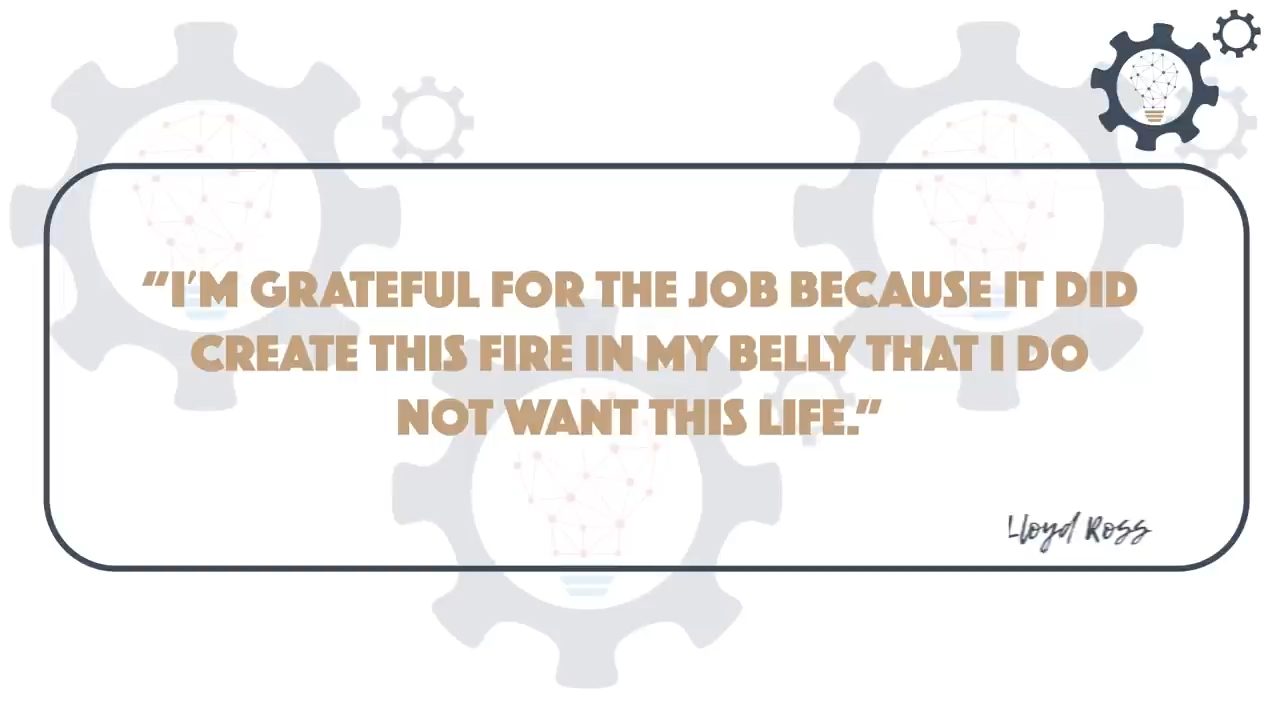 “I'M GRATEFUL FOR THE JOB BECAUSE IT DID
CREATE THIS FIRE IN MY BELLY THAT I DO
NOT WANT THIS LIFE.”
Lloyd Ross